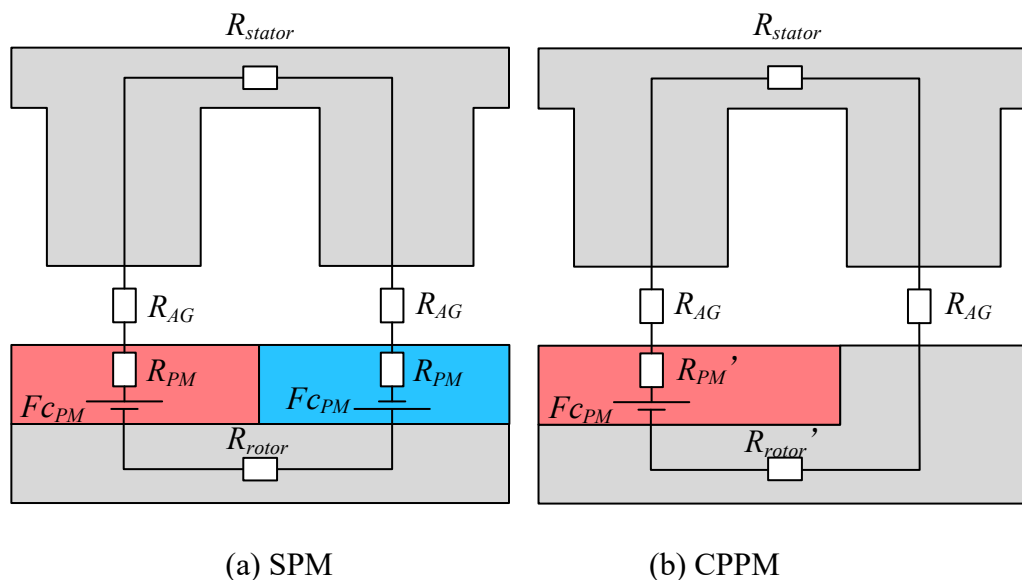 R_stator
R_AG
R_AG
R_PM
R_PM
Fc_PM
Fc_PM
R_rotor
(a) SPM
R_stator
R_AG
R_AG
R_PM’
Fc_PM
R_rotor’
(b) CPPM